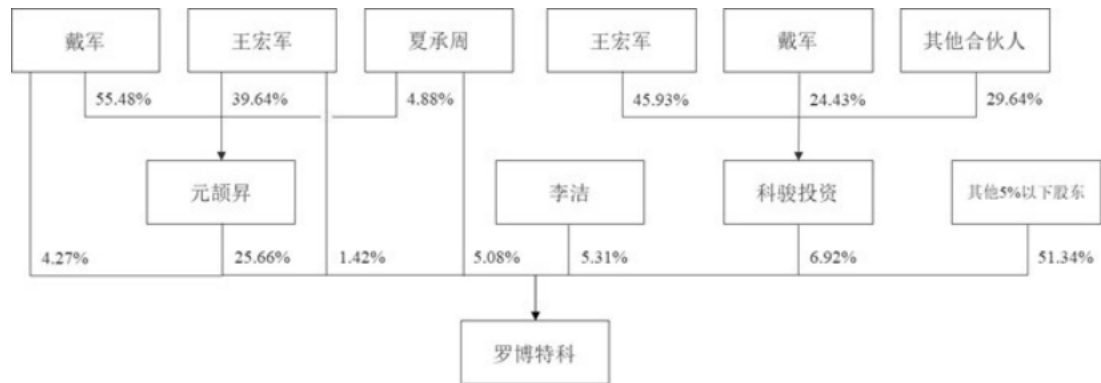 戴军
王宏军
夏承周
王宏军
戴军
其他合伙人
55.48%
39.64%
4.88%
45.93%
24.43%
29.64%
元颉昇
李洁
科骏投资
其他5%以下股东
4.27%
25.66%
1.42%
5.08%
5.31%
6.92%
51.34%
罗博特科